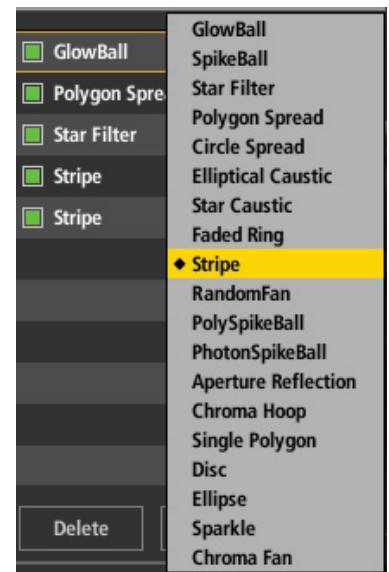 GlowBall
Polygon Spre
Star Filter
Stripe
Stripe
Delete
GlowBall
SpikeBall
Star Filter
Polygon Spread
Circle Spread
Elliptical Caustic
Star Caustic
Faded Ring
Stripe
RandomFan
PolySpikeBall
PhotonSpikeBall
Aperture Reflection
Chroma Hoop
Single Polygon
Disc
Ellipse
Sparkle
Chroma Fan